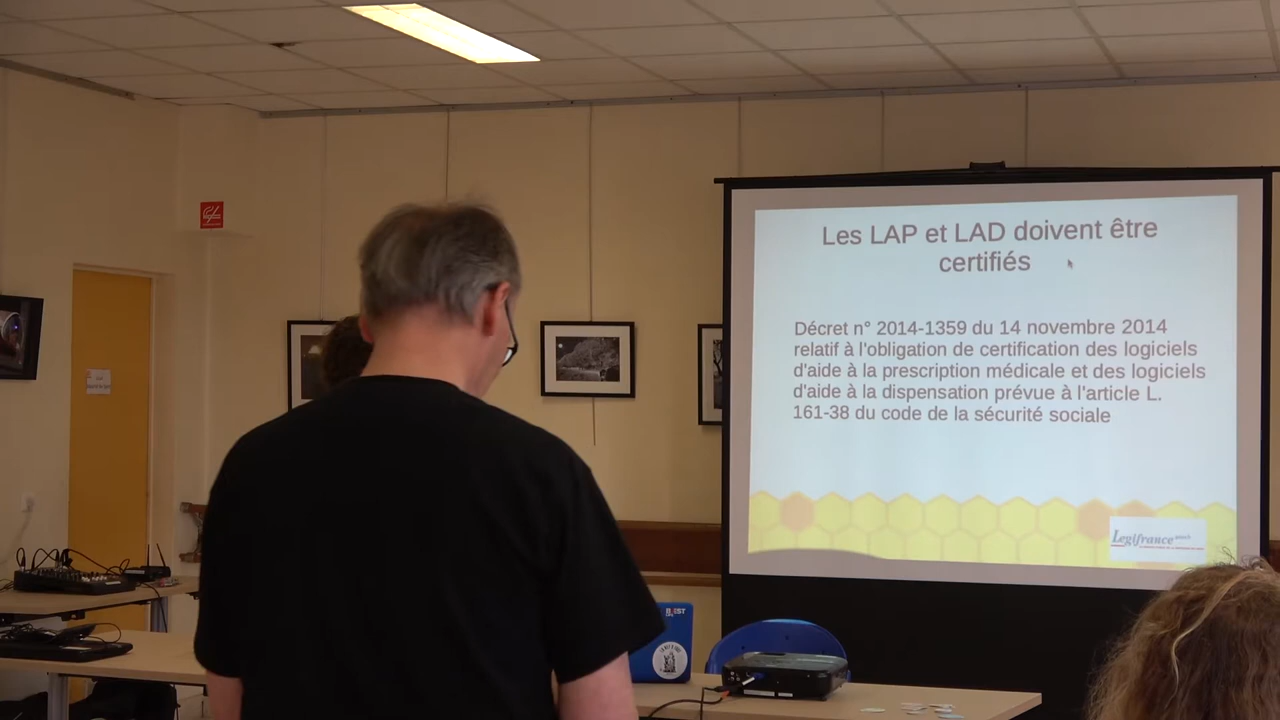 Les LAP et LAD doivent être
certifiés
Décret n° 2014-1359 du 14 novembre 2014
relatif à l'obligation de certification des logiciels
d'aide à la prescription médicale et des logiciels
d'aide à la dispensation prévue à l'article L.
161-38 du code de la sécurité sociale
Legifrance